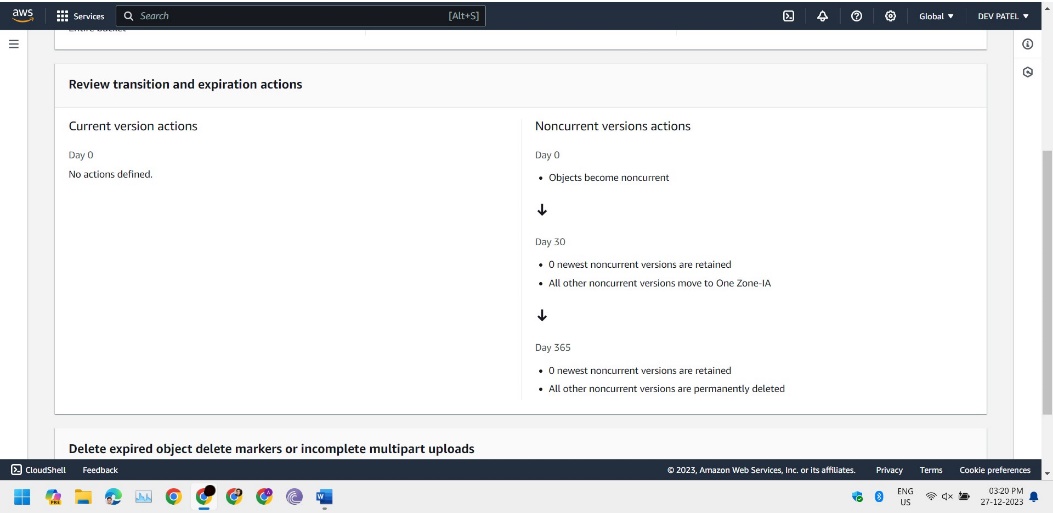 aws
Services
Search
[Alt+S]
Global
DEV PATEL
Entire bucket
Review transition and expiration actions
Current version actions
Day 0
No actions defined.
Noncurrent versions actions
Day 0
Objects become noncurrent
Day 30
0 newest noncurrent versions are retained
All other noncurrent versions move to One Zone-IA
Day 365
0 newest noncurrent versions are retained
All other noncurrent versions are permanently deleted
Delete expired object delete markers or incomplete multipart uploads
CloudShell
Feedback
© 2023, Amazon Web Services, Inc. or its affiliates.
Privacy
Terms
Cookie preferences
ENG
US
03:20 PM
27-12-2023